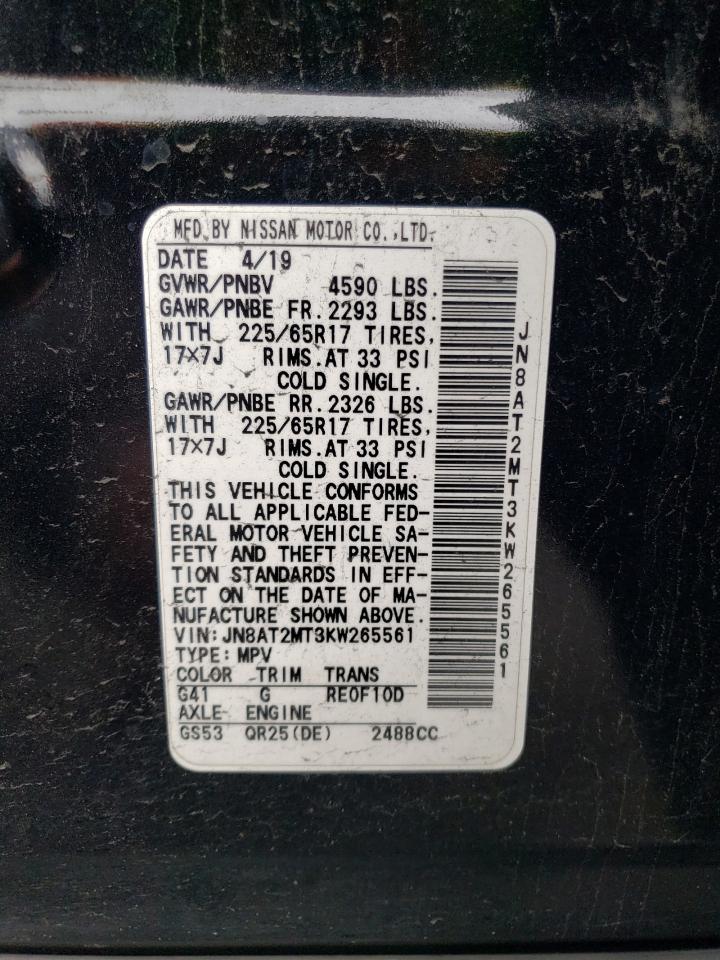 MFD.BY NISSAN MOTOR CO.,LTD.
DATE 4/19
GVWR/PNBV 4590 LBS.
GAWR/PNBE FR.2293 LBS.
WITH 225/65R17 TIRES,
17×7J RIMS.AT 33 PSI
COLD SINGLE.
GAWR/PNBE RR.2326 LBS.
WITH 225/65R17 TIRES,
17×7J RIMS.AT 33 PSI
COLD SINGLE.
THIS VEHICLE CONFORMS
TO ALL APPLICABLE FED-
ERAL MOTOR VEHICLE SA-
FETY AND THEFT PREVEN-
TION STANDARDS IN EFF-
ECT ON THE DATE OF MA-
NUFACTURE SHOWN ABOVE.
VIN:JN8AT2MT3KW265561
TYPE:MPV
COLOR TRIM TRANS
G41 G RE0F10D
AXLE ENGINE
GS53 QR25(DE) 2488CC
JN8AT2MT3KW265561